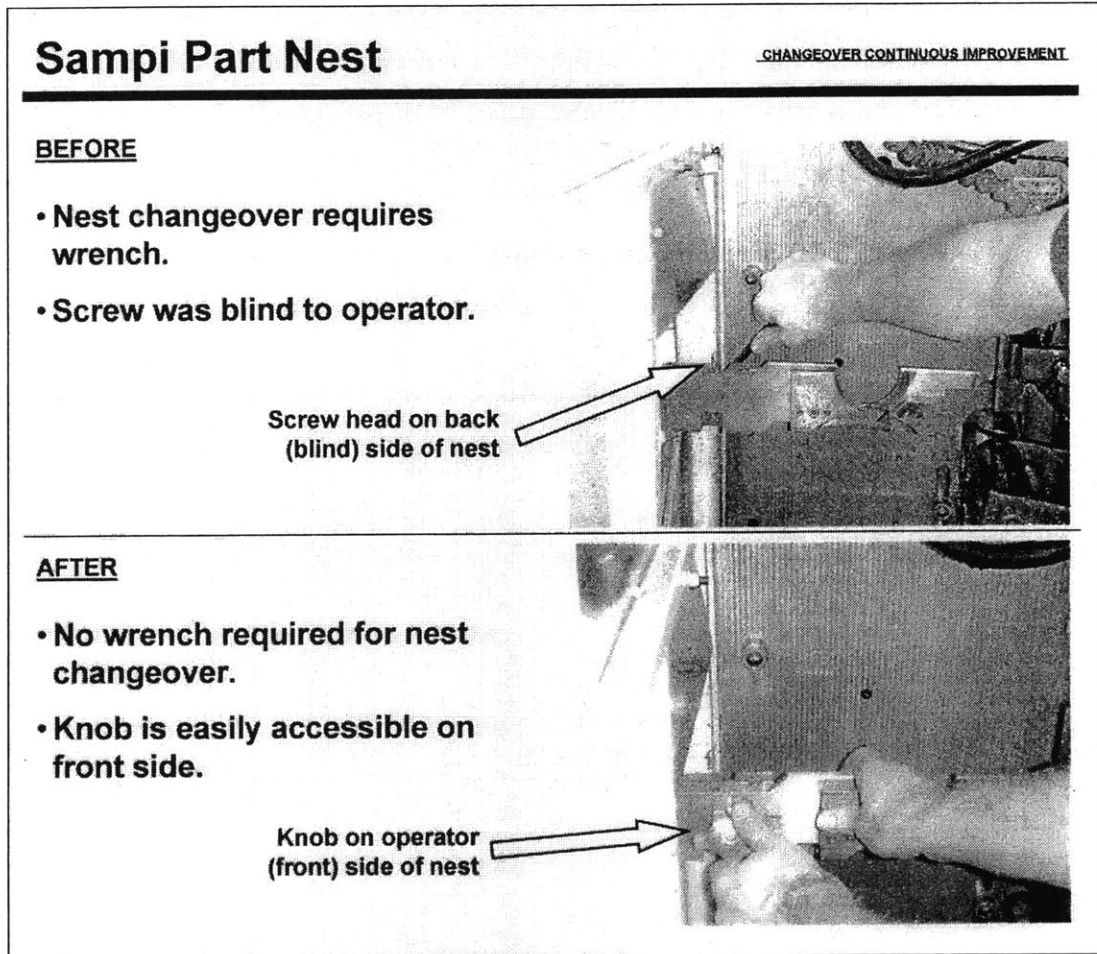 Sampi Part Nest
CHANGEOVER CONTINUOUS IMPROVEMENT
BEFORE
• Nest changeover requires
wrench.
• Screw was blind to operator.
Screw head on back
(blind) side of nest
AFTER
• No wrench required for nest
changeover.
• Knob is easily accessible on
front side.
Knob on operator
(front) side of nest